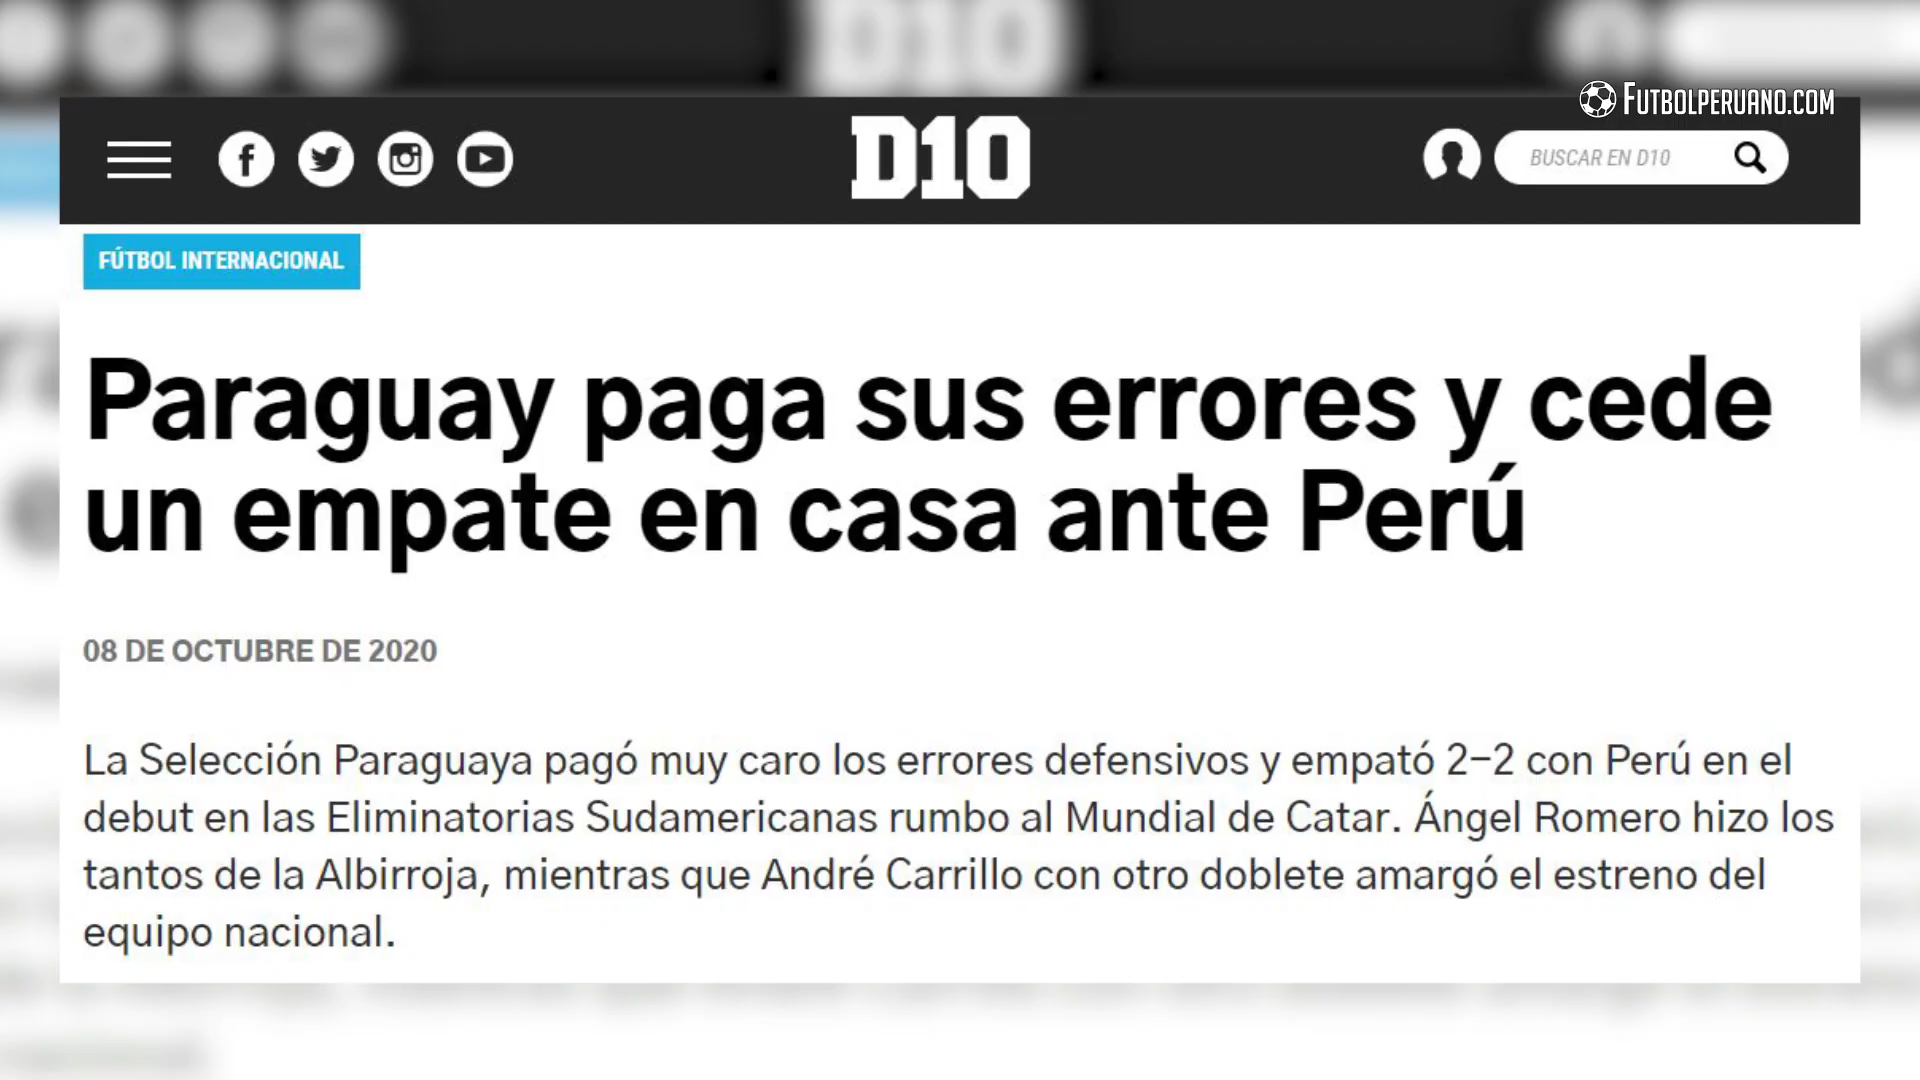 FUTBOLPERUANO.COM
D10
BUSCAR EN D10
FÚTBOL INTERNACIONAL
Paraguay paga sus errores y cede
un empate en casa ante Perú
08 DE OCTUBRE DE 2020
La Selección Paraguaya pagó muy caro los errores defensivos y empató 2-2 con Perú en el
debut en las Eliminatorias Sudamericanas rumbo al Mundial de Catar. Ángel Romero hizo los
tantos de la Albirroja, mientras que André Carrillo con otro doblete amargó el estreno del
equipo nacional.